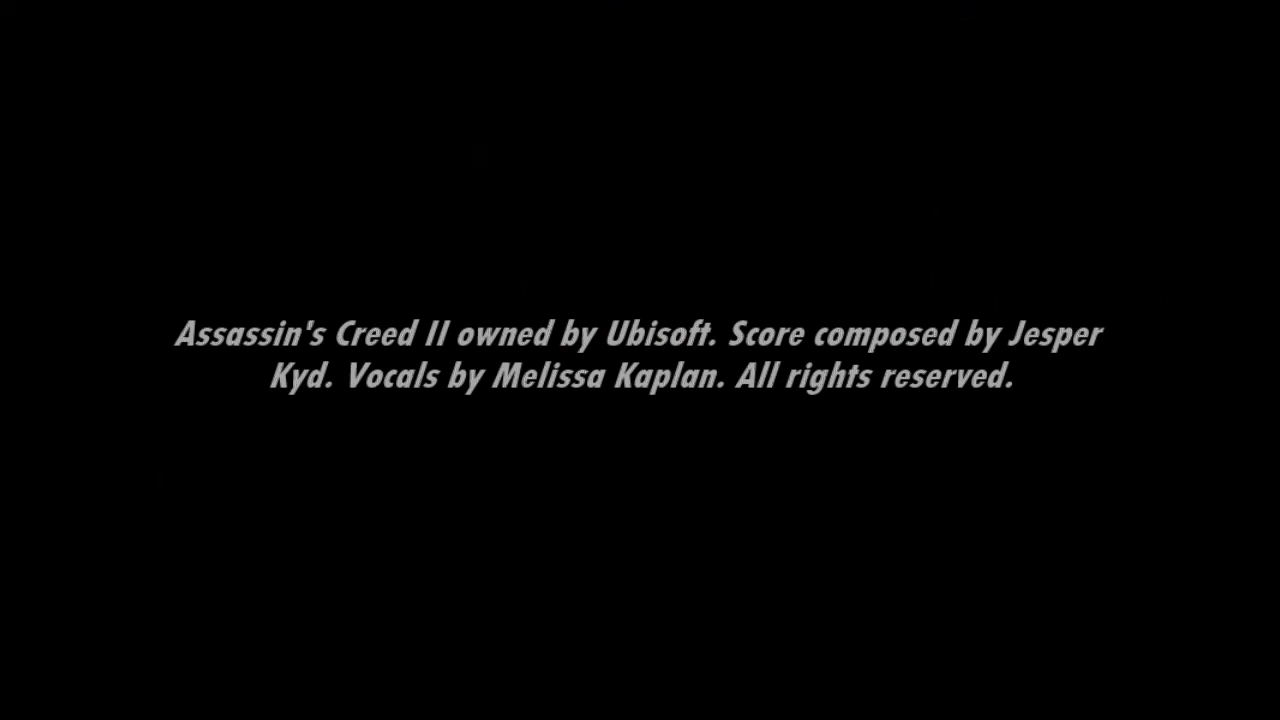 Assassin's Creed II owned by Ubisoft. Score composed by Jesper
Kyd. Vocals by Melissa Kaplan. All rights reserved.